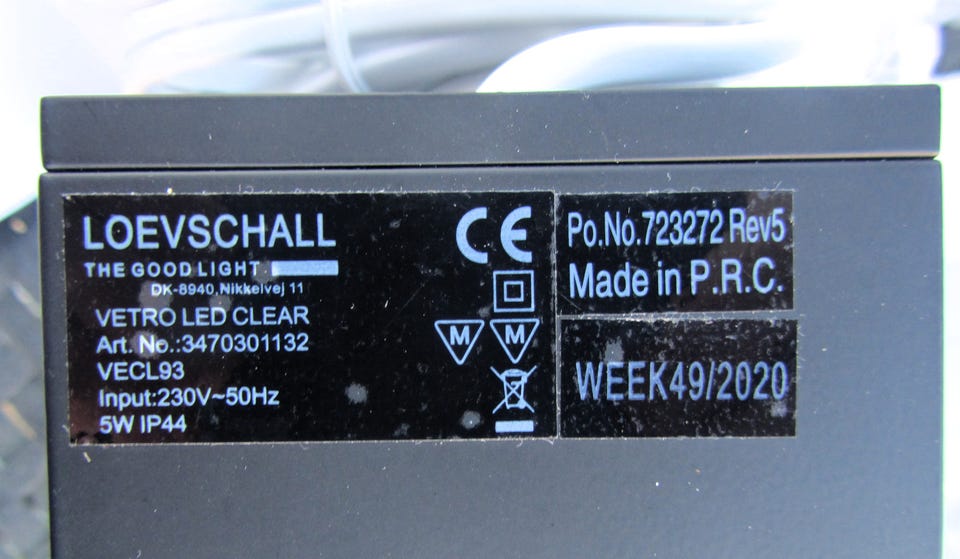 LOEVSCHALL
THE GOOD LIGHT
DK-8940, Nikkelvej 11
VETRO LED CLEAR
Art. No.:3470301132
VECL93
Input:230V~50Hz
5W IP44
CE
M M
Po.No.723272 Rev5
Made in P.R.C.
WEEK49/2020